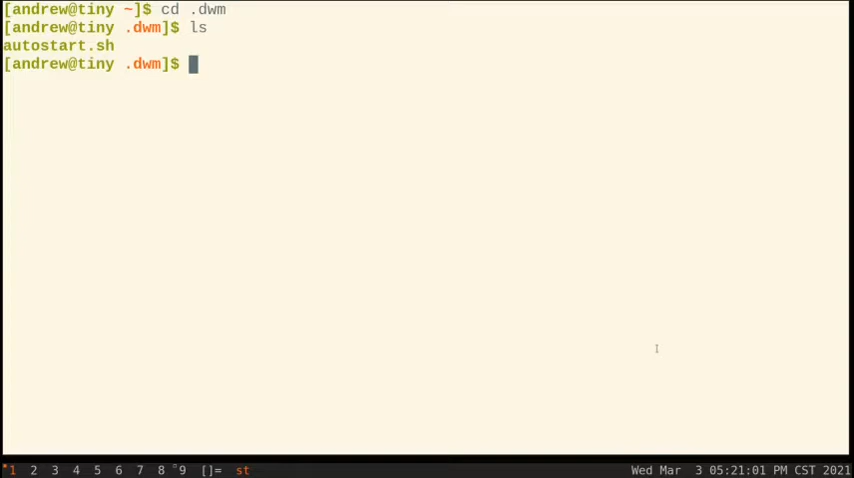 [andrew@tiny ~]$ cd .dwm
[andrew@tiny .dwm]$ ls
autostart.sh
[andrew@tiny .dwm]$
1 2 3 4 5 6 7 8 9 []= st Wed Mar 3 05:21:01 PM CST 2021